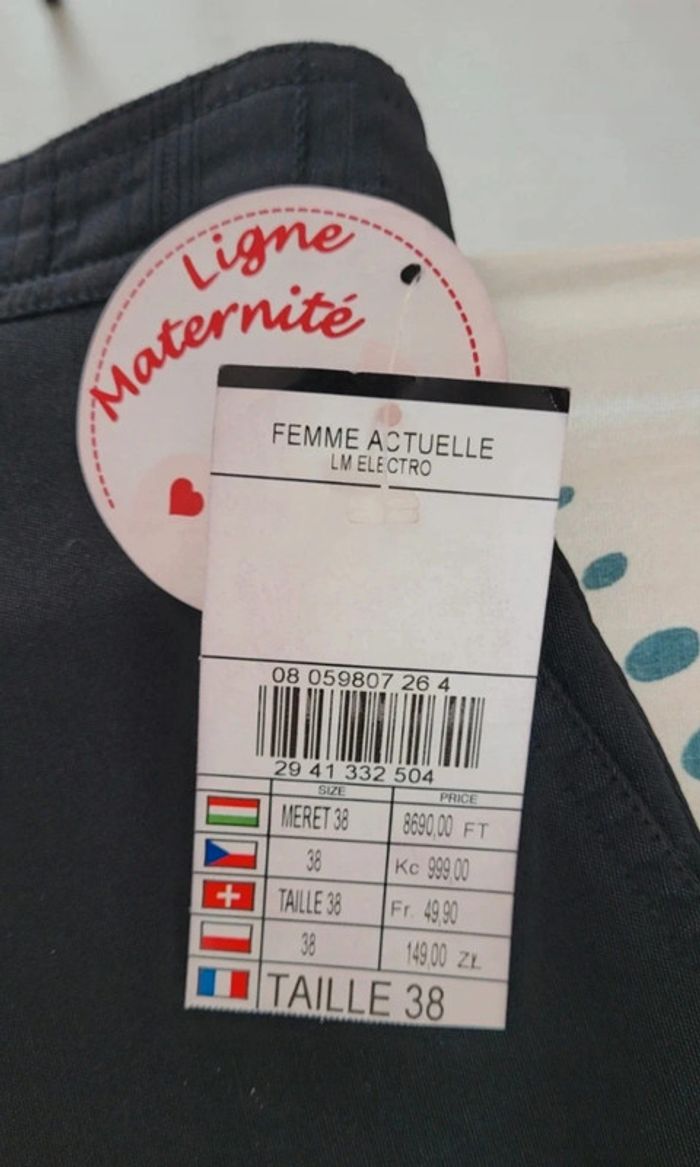 Ligne
Maternité
FEMME ACTUELLE
LM ELECTRO
08 059807 26 4
29 41 332 504
SIZE PRICE
MERET 38 8690,00 FT
38 Kc 999,00
TAILLE 38 Fr. 49,90
38 149,00 ZŁ
TAILLE 38